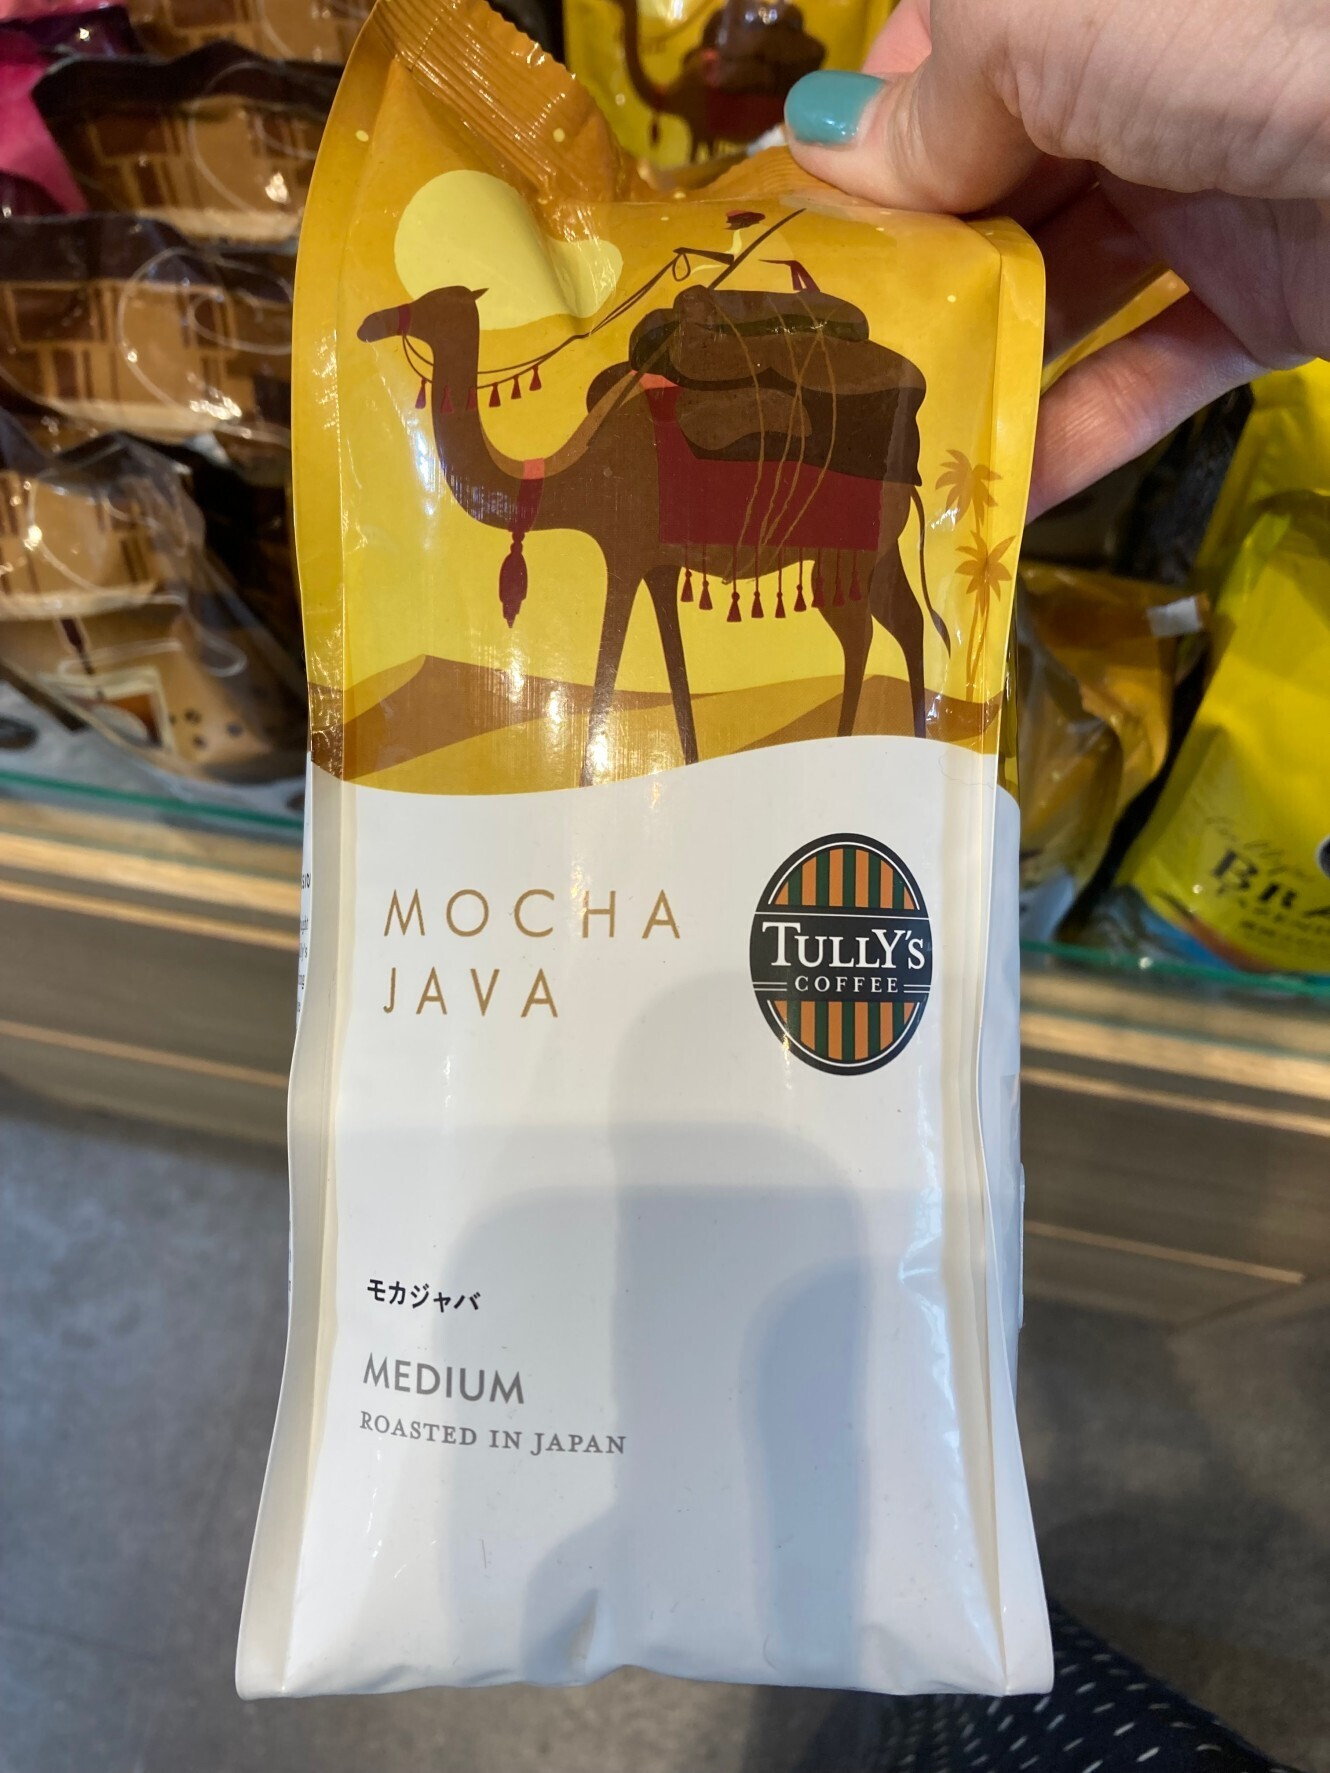 MOCHA
JAVA
TULLY'S
COFFEE
モカジャバ
MEDIUM
ROASTED IN JAPAN